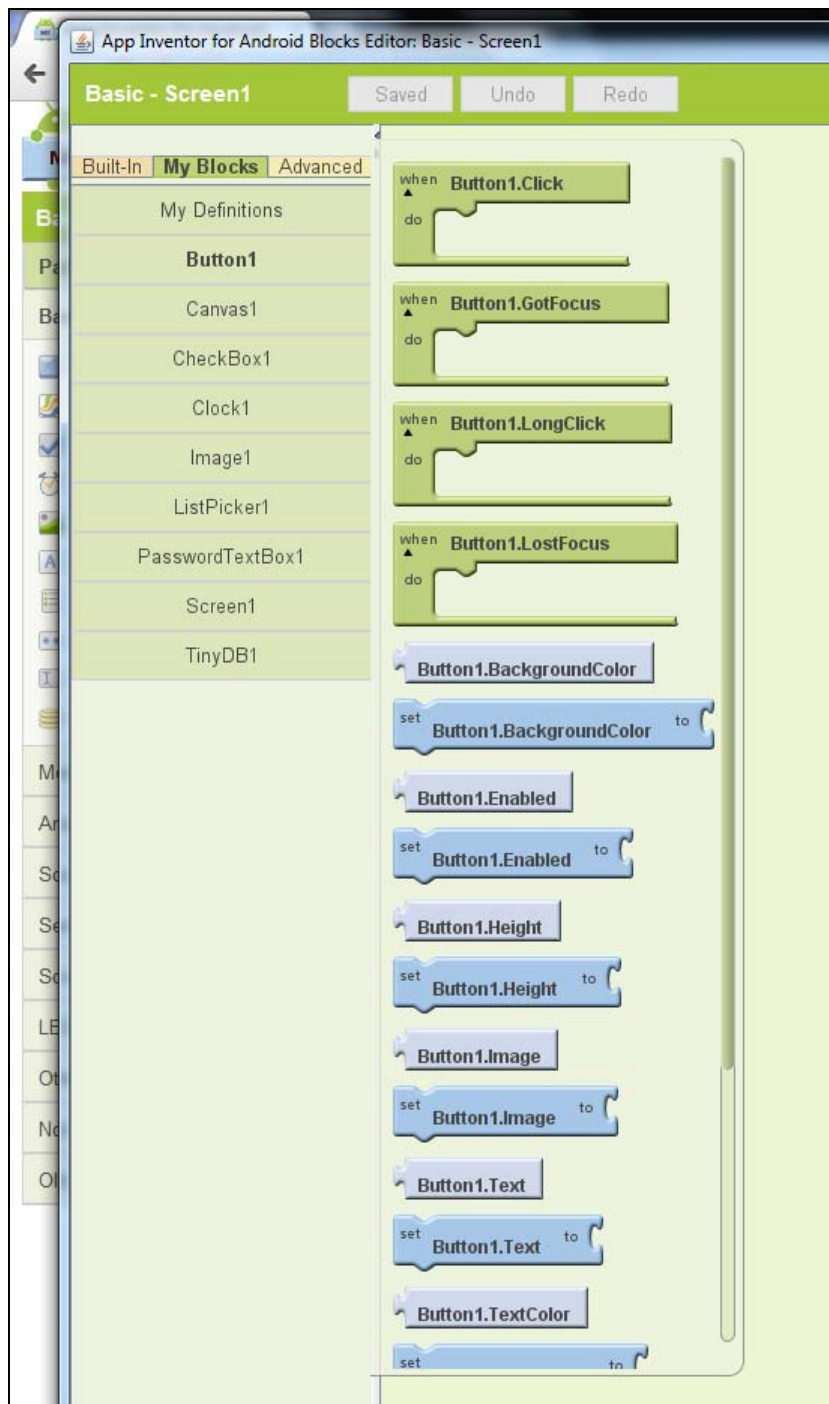 App Inventor for Android Blocks Editor: Basic - Screen1
Basic - Screen1
Saved
Undo
Redo
Built-In
My Blocks
Advanced
My Definitions
Button1
Canvas1
CheckBox1
Clock1
Image1
ListPicker1
PasswordTextBox1
Screen1
TinyDB1
when Button1.Click
do
when Button1.GotFocus
do
when Button1.LongClick
do
when Button1.LostFocus
do
Button1.BackgroundColor
set Button1.BackgroundColor to
Button1.Enabled
set Button1.Enabled to
Button1.Height
set Button1.Height to
Button1.Image
set Button1.Image to
Button1.Text
set Button1.Text to
Button1.TextColor
set to